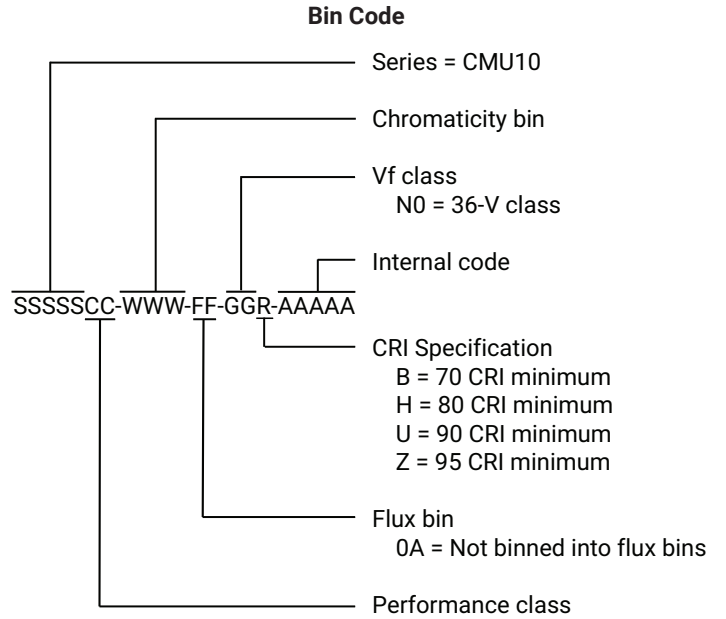 Bin Code
Series = CMU10
Chromaticity bin
Vf class
N0 = 36-V class
Internal code
SSSSSCC-WWW-FF-GGR-AAAAA
CRI Specification
B = 70 CRI minimum
H = 80 CRI minimum
U = 90 CRI minimum
Z = 95 CRI minimum
Flux bin
0A = Not binned into flux bins
Performance class